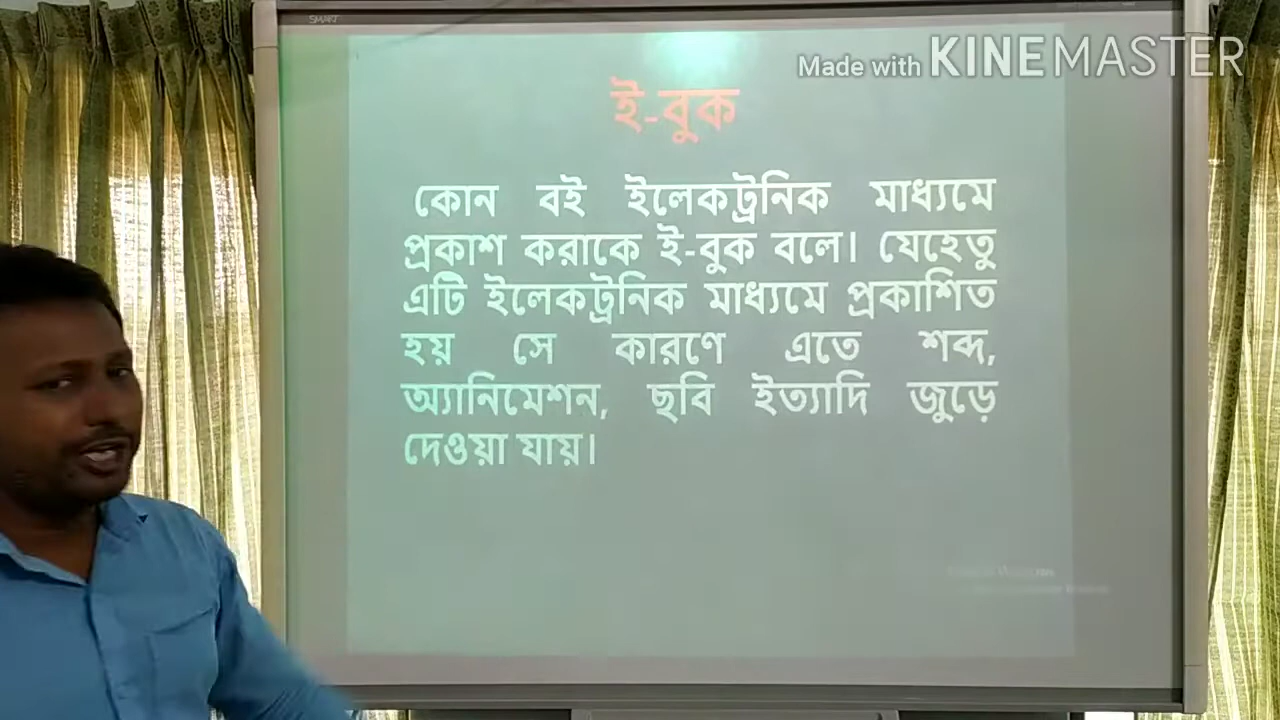 SMART
Made with KINEMASTER
ই-বুক
কোন বই ইলেকট্রনিক মাধ্যমে
প্রকাশ করাকে ই-বুক বলে। যেহেতু
এটি ইলেকট্রনিক মাধ্যমে প্রকাশিত
হয় সে কারণে এতে শব্দ,
অ্যানিমেশন, ছবি ইত্যাদি জুড়ে
দেওয়া যায়।